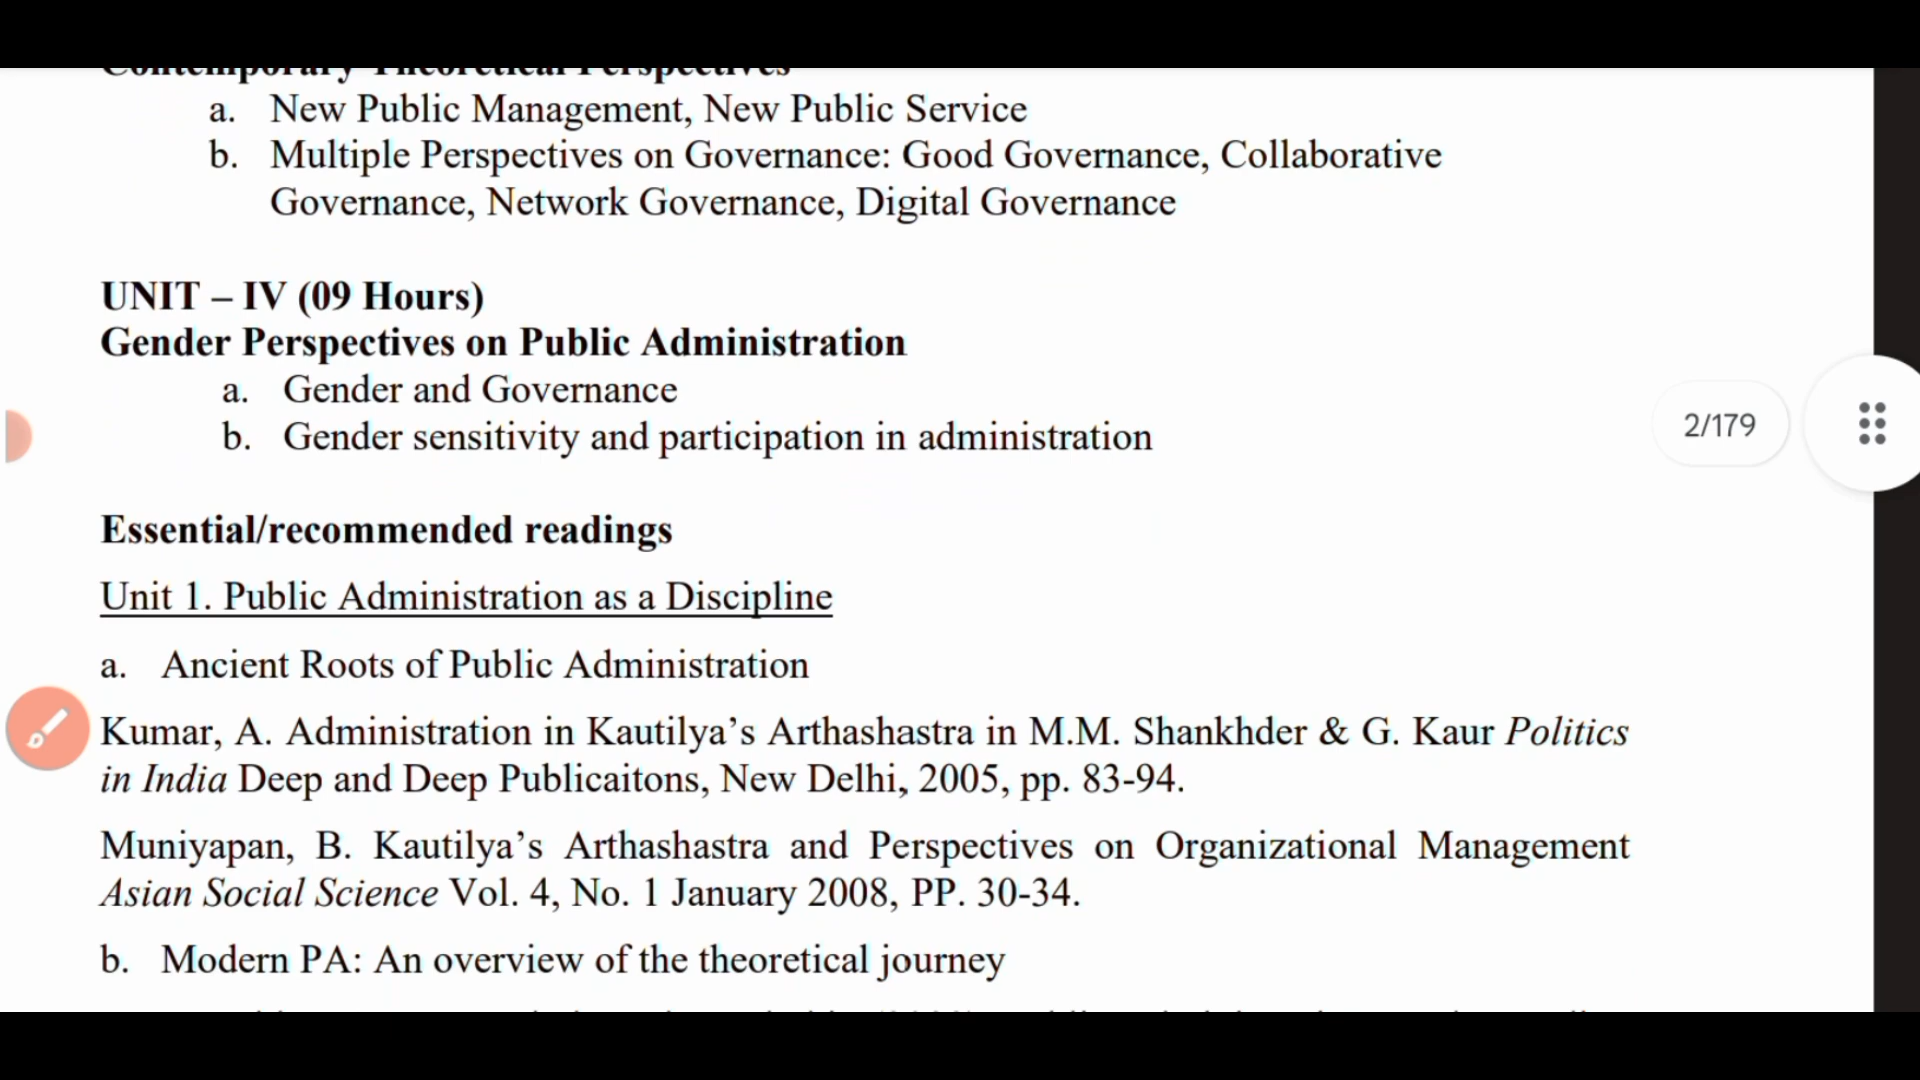 Contemporary Theoretical Perspectives
a. New Public Management, New Public Service
b. Multiple Perspectives on Governance: Good Governance, Collaborative
Governance, Network Governance, Digital Governance
UNIT – IV (09 Hours)
Gender Perspectives on Public Administration
a. Gender and Governance
b. Gender sensitivity and participation in administration
2/179
Essential/recommended readings
Unit 1. Public Administration as a Discipline
a. Ancient Roots of Public Administration
Kumar, A. Administration in Kautilya’s Arthashastra in M.M. Shankhder & G. Kaur Politics
in India Deep and Deep Publicaitons, New Delhi, 2005, pp. 83-94.
Muniyapan, B. Kautilya’s Arthashastra and Perspectives on Organizational Management
Asian Social Science Vol. 4, No. 1 January 2008, PP. 30-34.
b. Modern PA: An overview of the theoretical journey